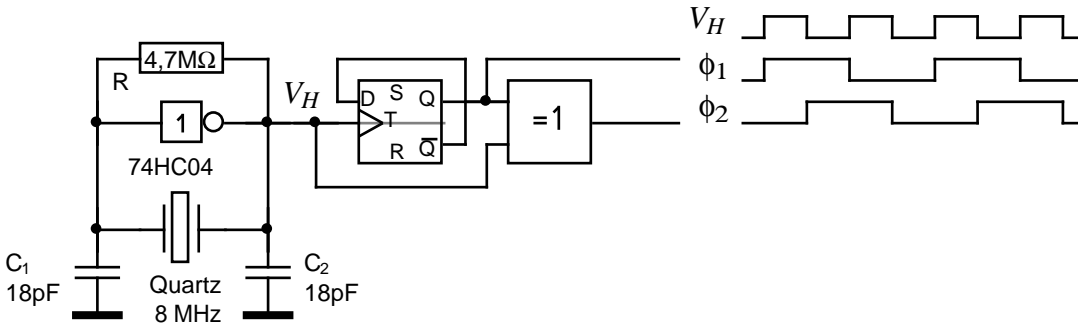 V_H
ϕ₁
ϕ₂
4,7MΩ
R
1
74HC04
V_H
D S Q
T
R Q̅
=1
C₁
18pF
Quartz
8 MHz
C₂
18pF